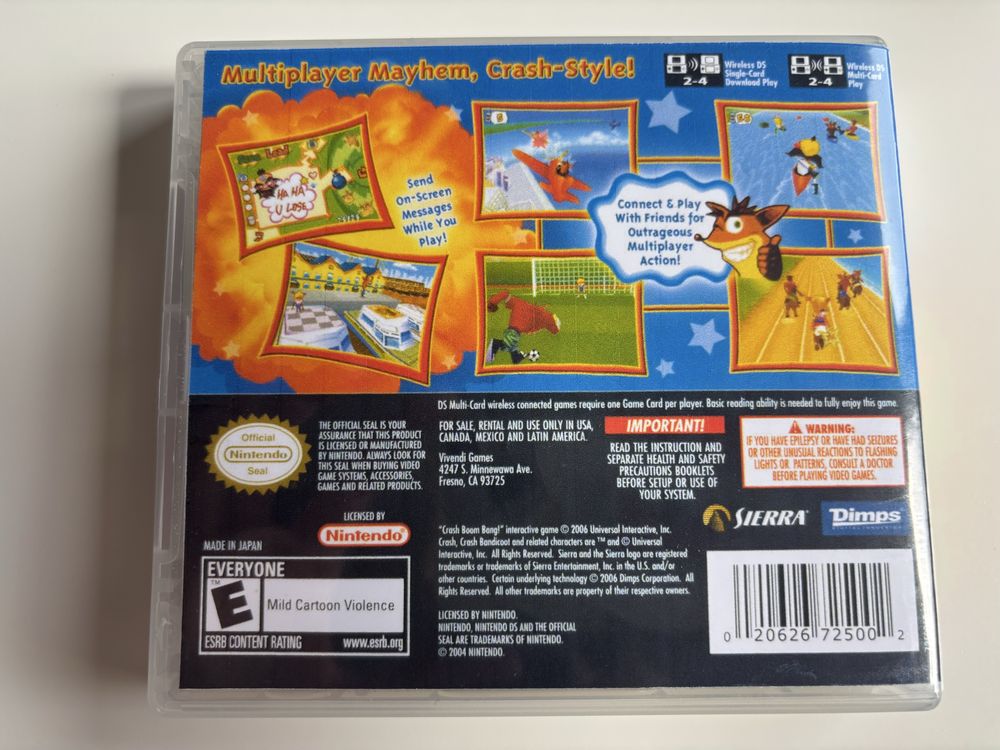 Multiplayer Mayhem, Crash-Style!
2-4
Wireless DS
Single-Card
Download Play
2-4
Wireless DS
Multi-Card
Play
HA HA
U LOSE
Send
On-Screen
Messages
While You
Play!
Connect & Play
With Friends for
Outrageous
Multiplayer
Action!
DS Multi-Card wireless connected games require one Game Card per player. Basic reading ability is needed to fully enjoy this game.
Official
Nintendo
Seal
THE OFFICIAL SEAL IS YOUR
ASSURANCE THAT THIS PRODUCT
IS LICENSED OR MANUFACTURED
BY NINTENDO. ALWAYS LOOK FOR
THIS SEAL WHEN BUYING VIDEO
GAME SYSTEMS, ACCESSORIES,
GAMES AND RELATED PRODUCTS.
FOR SALE, RENTAL AND USE ONLY IN USA,
CANADA, MEXICO AND LATIN AMERICA.
Vivendi Games
4247 S. Minnewawa Ave.
Fresno, CA 93725
IMPORTANT!
READ THE INSTRUCTION AND
SEPARATE HEALTH AND SAFETY
PRECAUTIONS BOOKLETS
BEFORE SETUP OR USE OF
YOUR SYSTEM.
WARNING:
IF YOU HAVE EPILEPSY OR HAVE HAD SEIZURES
OR OTHER UNUSUAL REACTIONS TO FLASHING
LIGHTS OR PATTERNS, CONSULT A DOCTOR
BEFORE PLAYING VIDEO GAMES.
LICENSED BY
Nintendo
MADE IN JAPAN
SIERRA
Dimps
EVERYONE
E
TM
Mild Cartoon Violence
ESRB CONTENT RATING www.esrb.org
"Crash Boom Bang!" interactive game © 2006 Universal Interactive, Inc.
Crash, Crash Bandicoot and related characters are ™ and © Universal
Interactive, Inc. All Rights Reserved. Sierra and the Sierra logo are registered
trademarks or trademarks of Sierra Entertainment, Inc. in the U.S. and/or
other countries. Certain underlying technology © 2006 Dimps Corporation. All
Rights Reserved. All other trademarks are property of their respective owners.
LICENSED BY NINTENDO.
NINTENDO, NINTENDO DS AND THE OFFICIAL
SEAL ARE TRADEMARKS OF NINTENDO.
© 2004 NINTENDO.
0 20626 72500 2